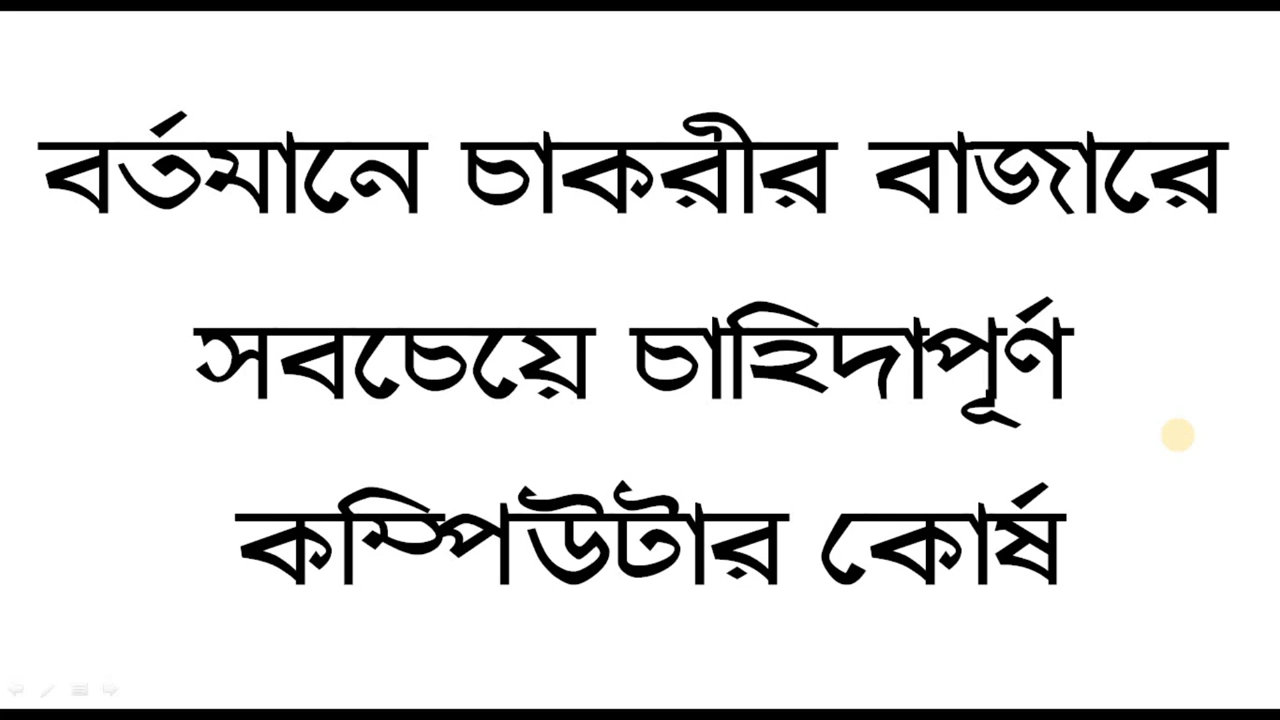 বর্তমানে চাকরীর বাজারে
সবচেয়ে চাহিদাপূর্ণ
কম্পিউটার কোর্ষ